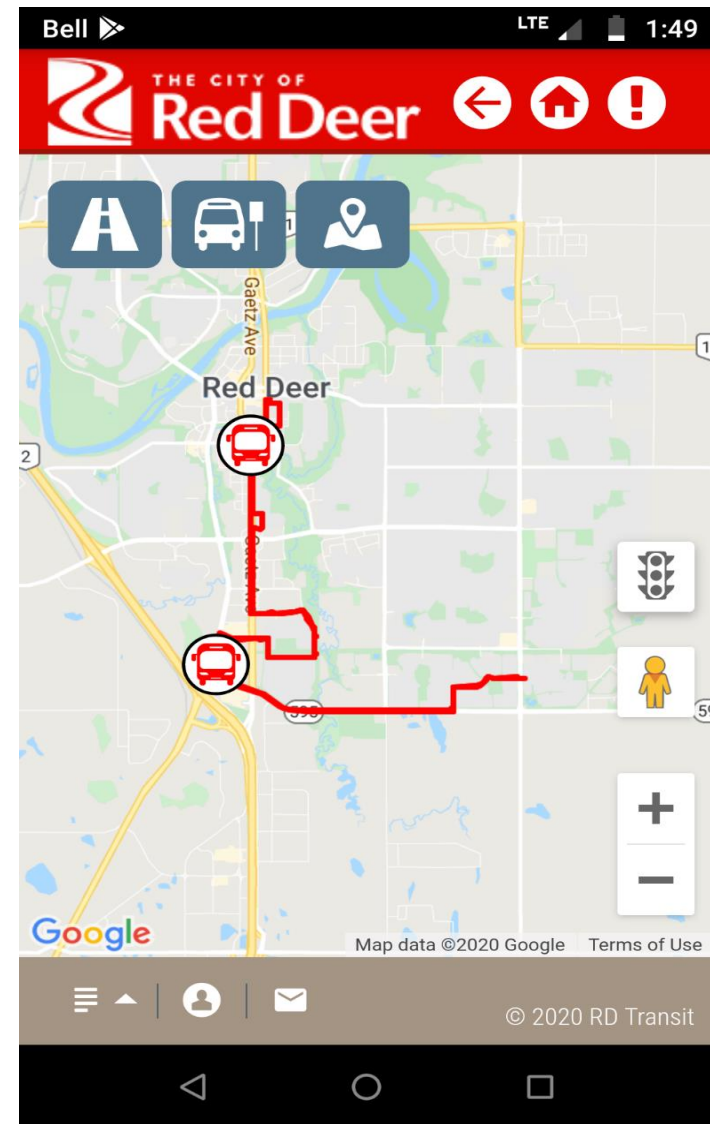 Bell
LTE
1:49
THE CITY OF
Red Deer
1
Gaetz Ave
1
Red Deer
2
Gaetz Ave
595
Google
Map data ©2020 Google
Terms of Use
© 2020 RD Transit